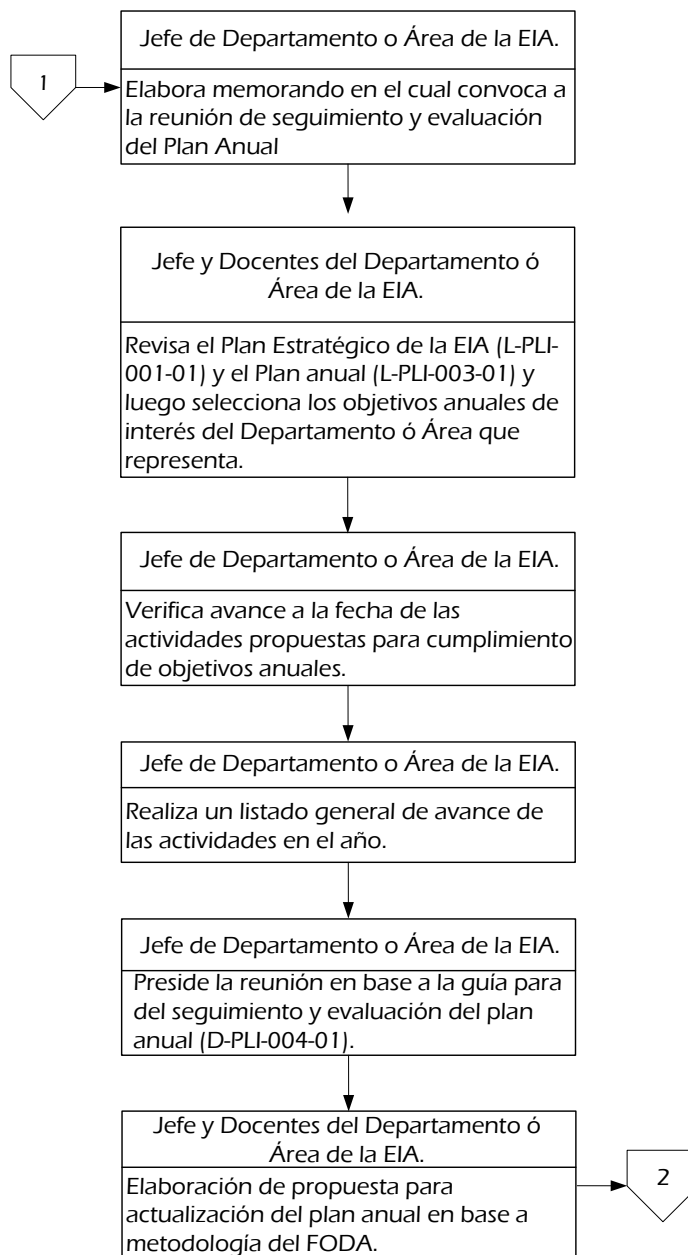 Jefe de Departamento o Área de la EIA.
1
Elabora memorando en el cual convoca a
la reunión de seguimiento y evaluación
del Plan Anual
Jefe y Docentes del Departamento ó
Área de la EIA.
Revisa el Plan Estratégico de la EIA (L-PLI-
001-01) y el Plan anual (L-PLI-003-01) y
luego selecciona los objetivos anuales de
interés del Departamento ó Área que
representa.
Jefe de Departamento o Área de la EIA.
Verifica avance a la fecha de las
actividades propuestas para cumplimiento
de objetivos anuales.
Jefe de Departamento o Área de la EIA.
Realiza un listado general de avance de
las actividades en el año.
Jefe de Departamento o Área de la EIA.
Preside la reunión en base a la guía para
del seguimiento y evaluación del plan
anual (D-PLI-004-01).
Jefe y Docentes del Departamento ó
Área de la EIA.
Elaboración de propuesta para
actualización del plan anual en base a
metodología del FODA.
2